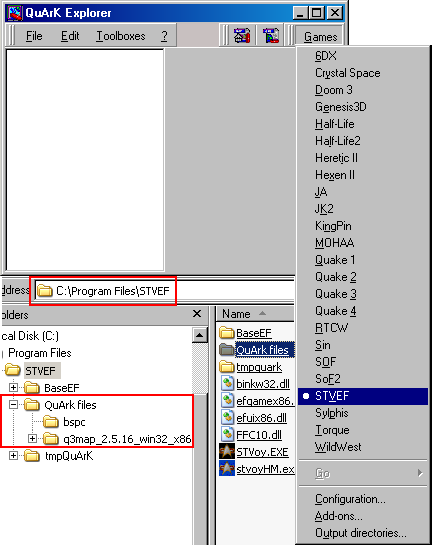 QuArK Explorer
File Edit Toolboxes ? Games
6DX
Crystal Space
Doom 3
Genesis3D
Half-Life
Half-Life2
Heretic II
Hexen II
JA
JK2
KingPin
MOHAA
Quake 1
Quake 2
Quake 3
Quake 4
RTCW
Sin
SOF
SoF2
STVEF
Sylphis
Torque
WildWest
Go
Configuration...
Add-ons...
Output directories...
ddress C:\Program Files\STVEF
olders
cal Disk (C:)
Program Files
STVEF
BaseEF
QuArk files
bspc
q3map_2.5.16_win32_x86
tmpQuArK
Name
BaseEF
QuArk files
tmpquark
binkw32.dll
efgamex86.
efuix86.dll
FFC10.dll
STVoy.EXE
stvoyHM.ex